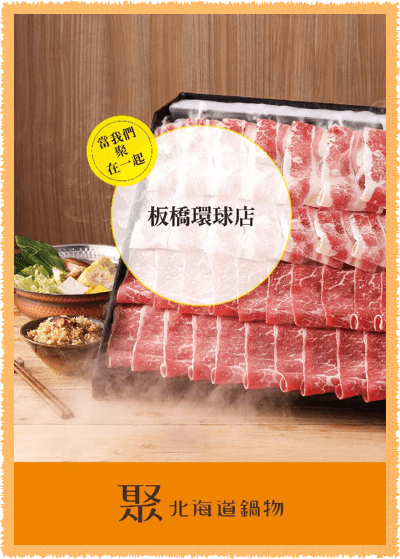 當我們
聚
在一起
板橋環球店
聚 北海道鍋物